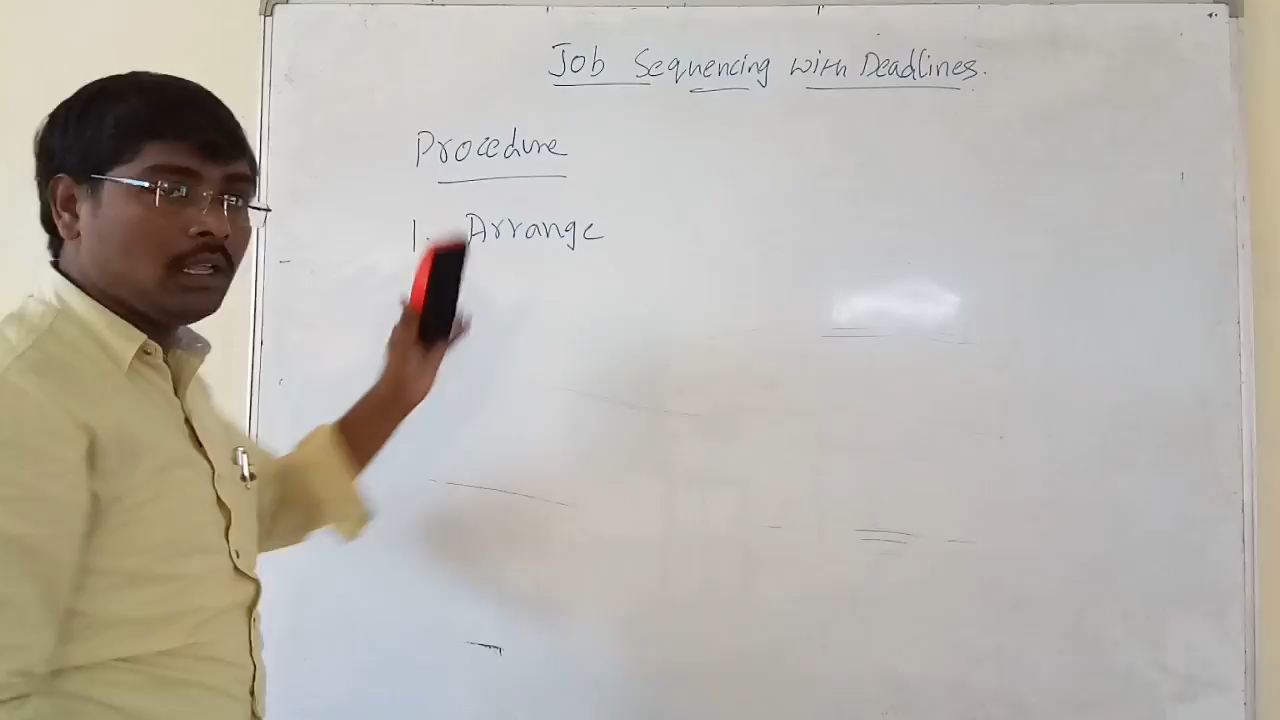 Job Sequencing with Deadlines.
Procedure
1. Arrange